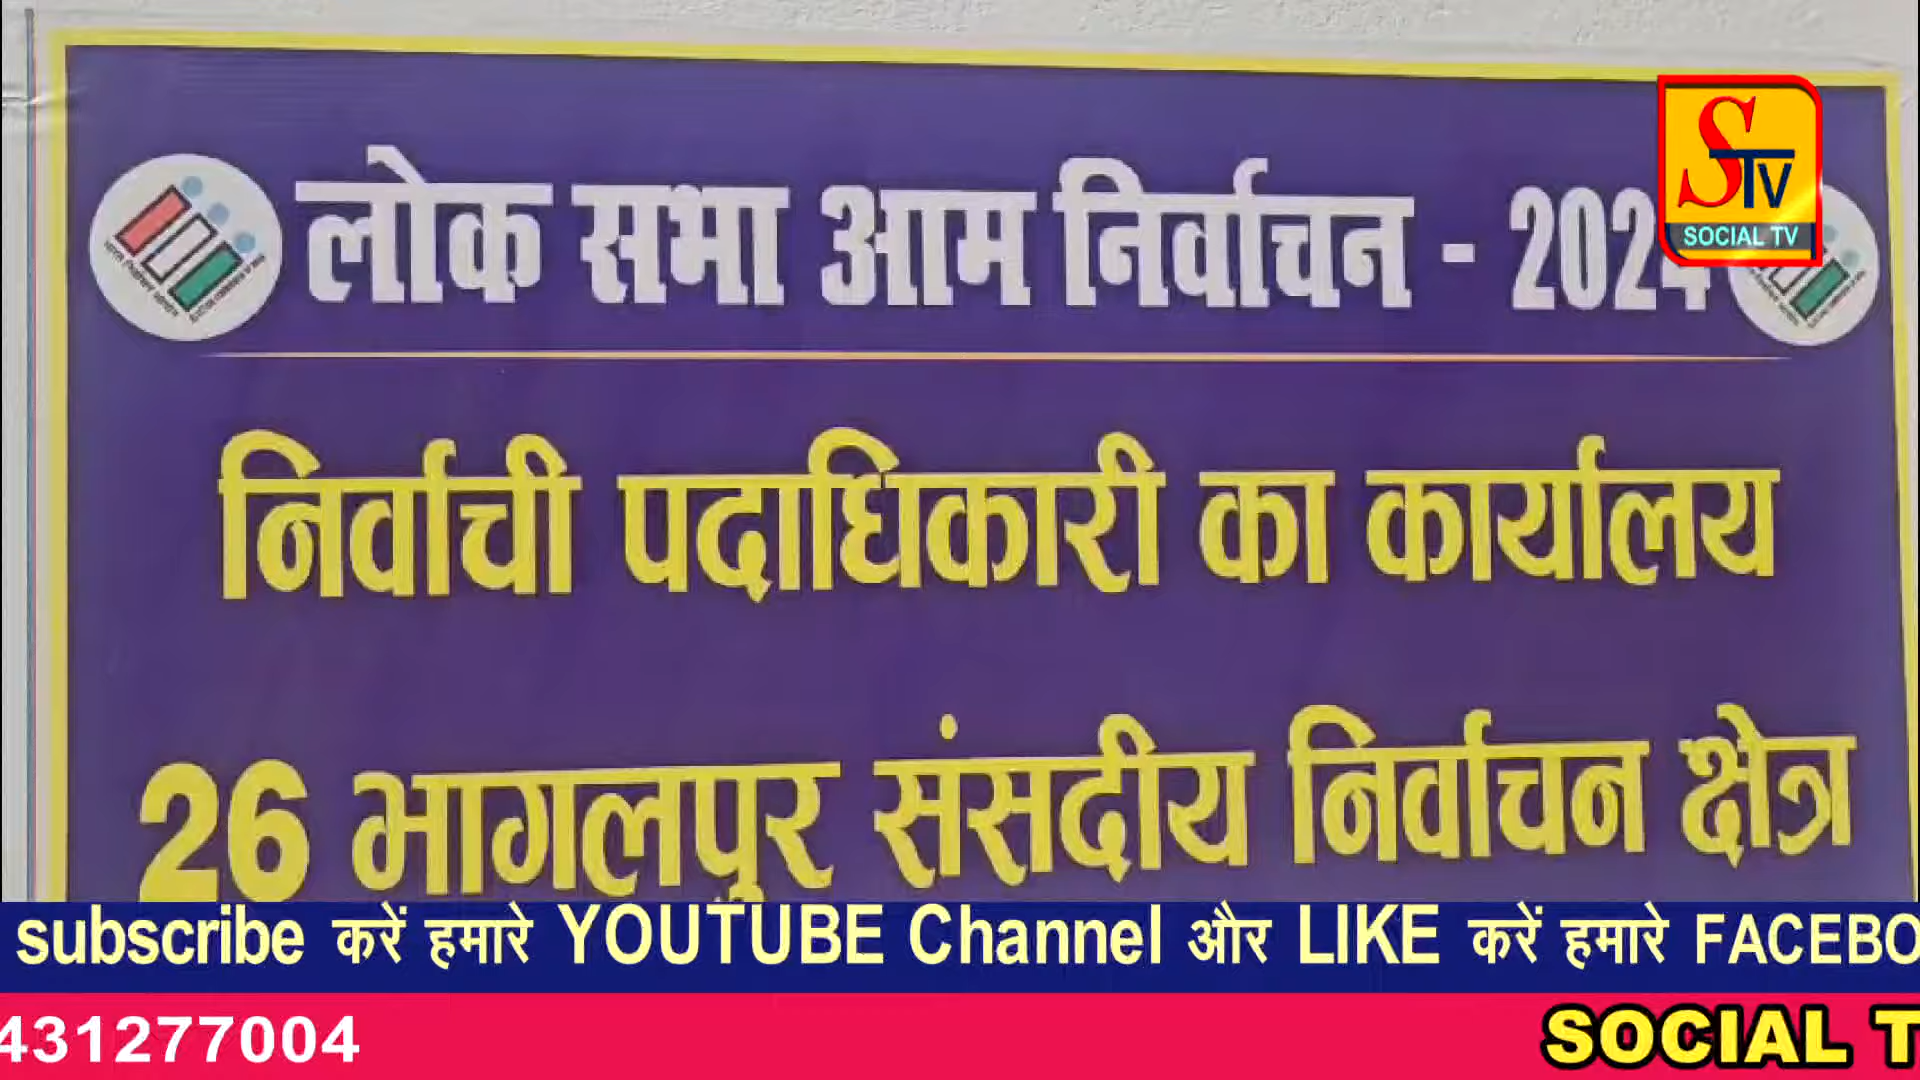 लोक सभा आम निर्वाचन - 2024
STV
SOCIAL TV
निर्वाची पदाधिकारी का कार्यालय
26 भागलपुर संसदीय निर्वाचन क्षेत्र
subscribe करें हमारे YOUTUBE Channel और LIKE करें हमारे FACEBO
431277004
SOCIAL T